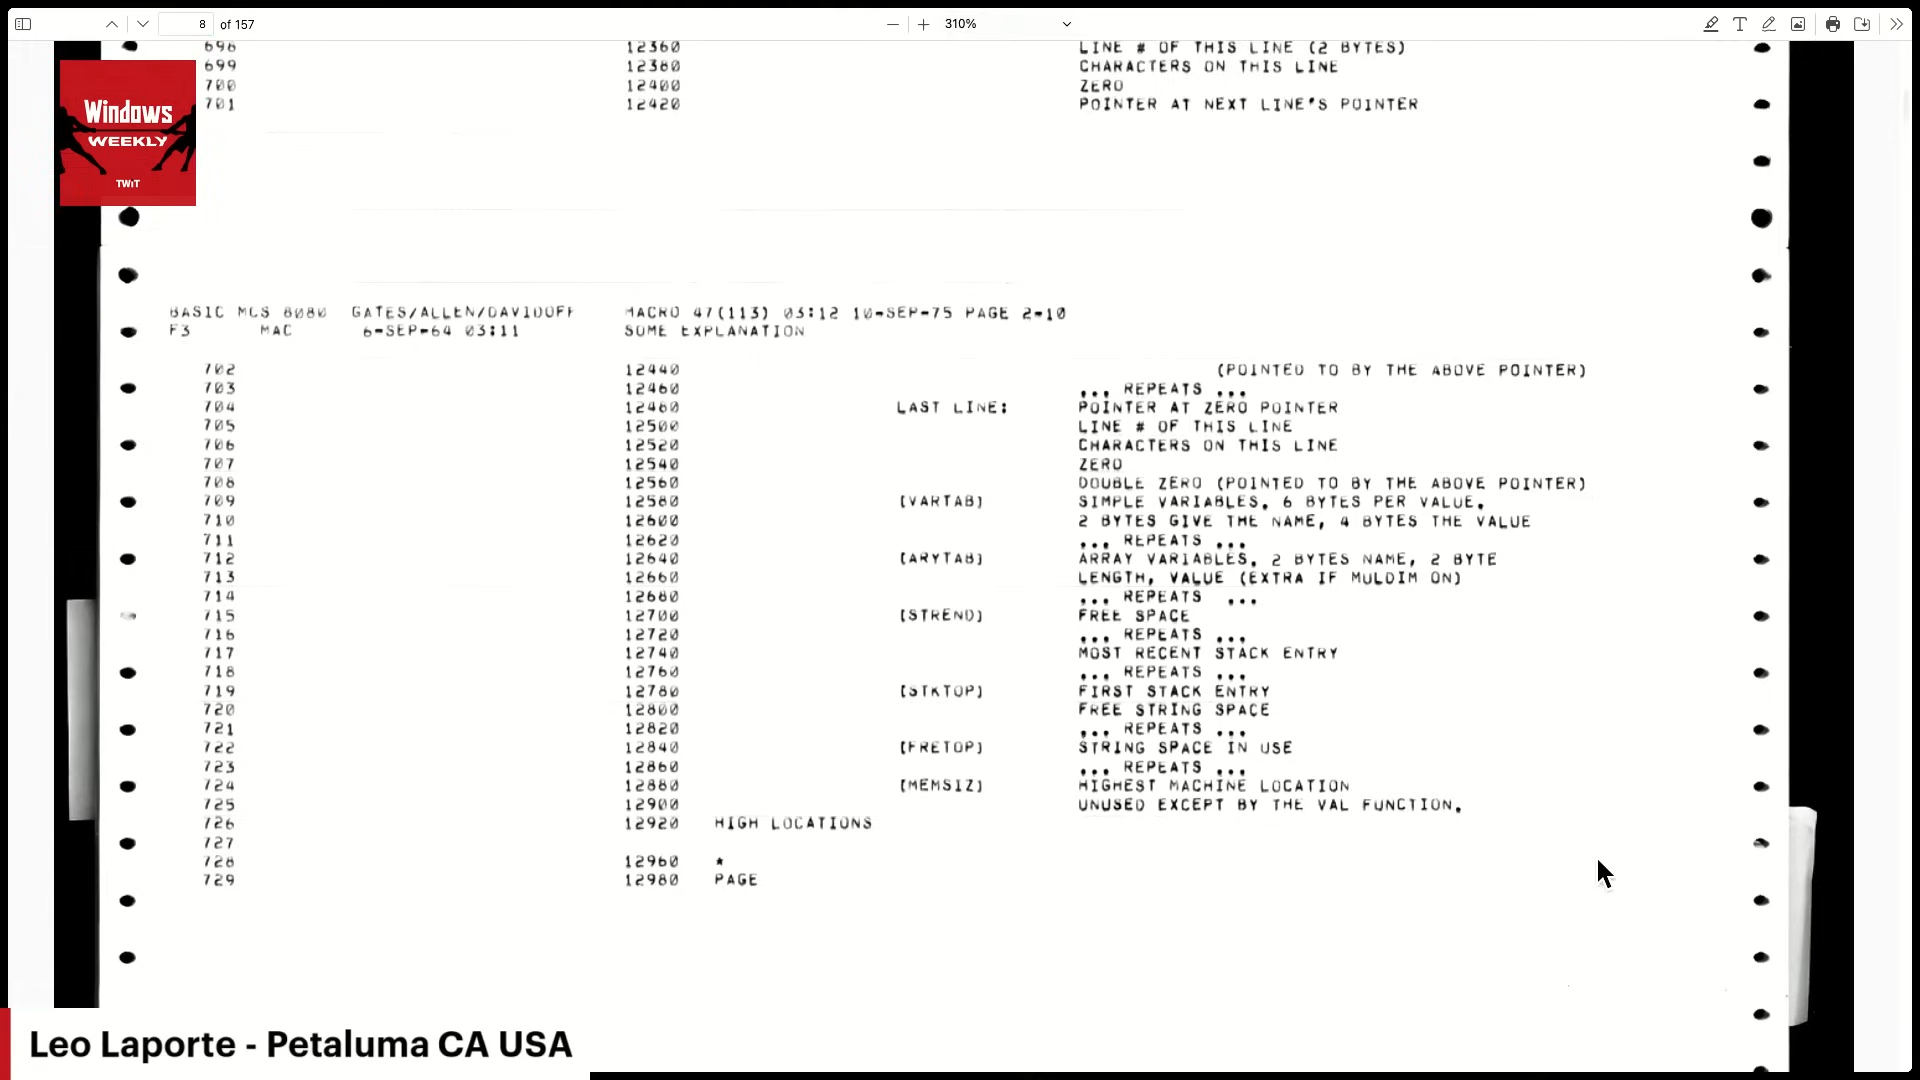 8 of 157 310%
698 12360 LINE # OF THIS LINE (2 BYTES)
699 12380 CHARACTERS ON THIS LINE
700 12400 ZERO
701 12420 POINTER AT NEXT LINE'S POINTER
Windows
WEEKLY
TWiT
BASIC MCS 8080 GATES/ALLEN/DAVIDOFF MACRO 47(113) 03:12 10-SEP-75 PAGE 2-10
F3 MAC 6-SEP-64 03:11 SOME EXPLANATION
702 12440 (POINTED TO BY THE ABOVE POINTER)
703 12460 ... REPEATS ...
704 12480 LAST LINE: POINTER AT ZERO POINTER
705 12500 LINE # OF THIS LINE
706 12520 CHARACTERS ON THIS LINE
707 12540 ZERO
708 12560 DOUBLE ZERO (POINTED TO BY THE ABOVE POINTER)
709 12580 [VARTAB] SIMPLE VARIABLES. 6 BYTES PER VALUE.
710 12600 2 BYTES GIVE THE NAME, 4 BYTES THE VALUE
711 12620 ... REPEATS ...
712 12640 [ARYTAB] ARRAY VARIABLES. 2 BYTES NAME, 2 BYTE
713 12660 LENGTH, VALUE (EXTRA IF MULDIM ON)
714 12680 ... REPEATS ...
715 12700 [STREND] FREE SPACE
716 12720 ... REPEATS ...
717 12740 MOST RECENT STACK ENTRY
718 12760 ... REPEATS ...
719 12780 [STKTOP] FIRST STACK ENTRY
720 12800 FREE STRING SPACE
721 12820 ... REPEATS ...
722 12840 [FRETOP] STRING SPACE IN USE
723 12860 ... REPEATS ...
724 12880 [MEMSIZ] HIGHEST MACHINE LOCATION
725 12900 UNUSED EXCEPT BY THE VAL FUNCTION.
726 12920 HIGH LOCATIONS
727
728 12960 *
729 12980 PAGE
Leo Laporte - Petaluma CA USA